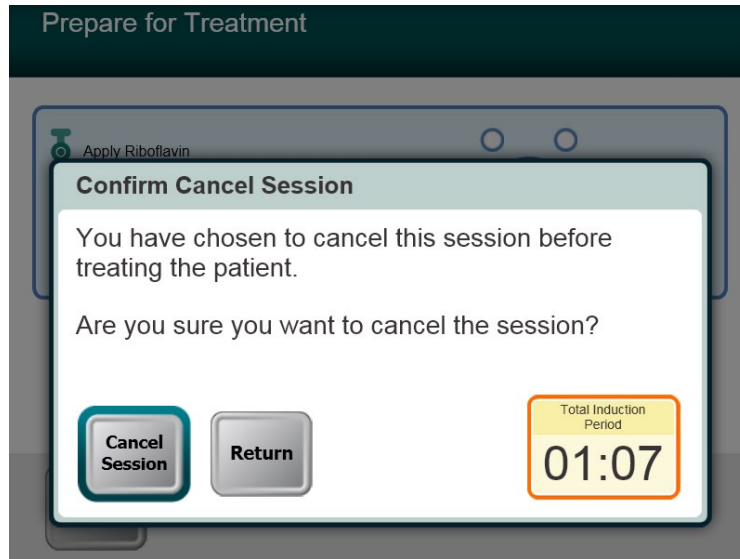 Prepare for Treatment
Apply Riboflavin
Confirm Cancel Session
You have chosen to cancel this session before
treating the patient.
Are you sure you want to cancel the session?
Cancel
Session
Return
Total Induction
Period
01:07